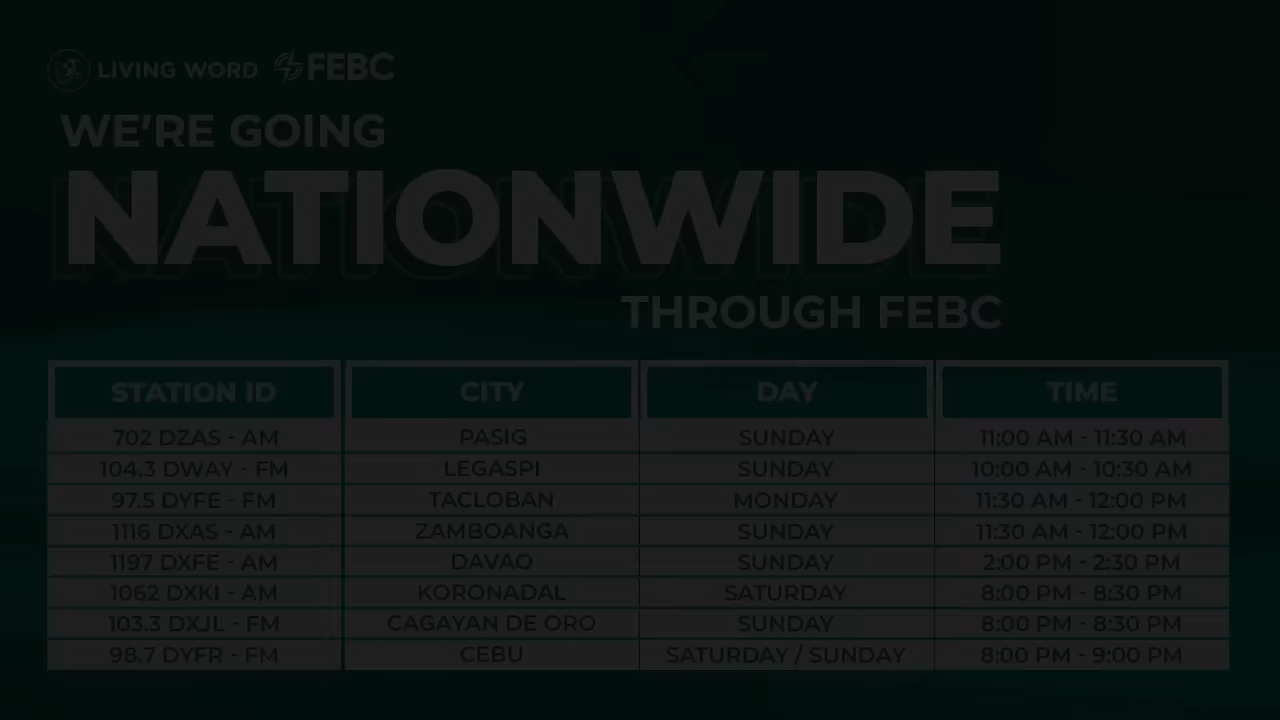 LIVING WORD FEBC
WE'RE GOING
NATIONWIDE
THROUGH FEBC
STATION ID CITY DAY TIME
702 DZAS - AM PASIG SUNDAY 11:00 AM - 11:30 AM
104.3 DWAY - FM LEGASPI SUNDAY 10:00 AM - 10:30 AM
97.5 DYFE - FM TACLOBAN MONDAY 11:30 AM - 12:00 PM
1116 DXAS - AM ZAMBOANGA SUNDAY 11:30 AM - 12:00 PM
1197 DXFE - AM DAVAO SUNDAY 2:00 PM - 2:30 PM
1062 DXKI - AM KORONADAL SATURDAY 8:00 PM - 8:30 PM
103.3 DXJL - FM CAGAYAN DE ORO SUNDAY 8:00 PM - 8:30 PM
98.7 DYFR - FM CEBU SATURDAY / SUNDAY 8:00 PM - 9:00 PM